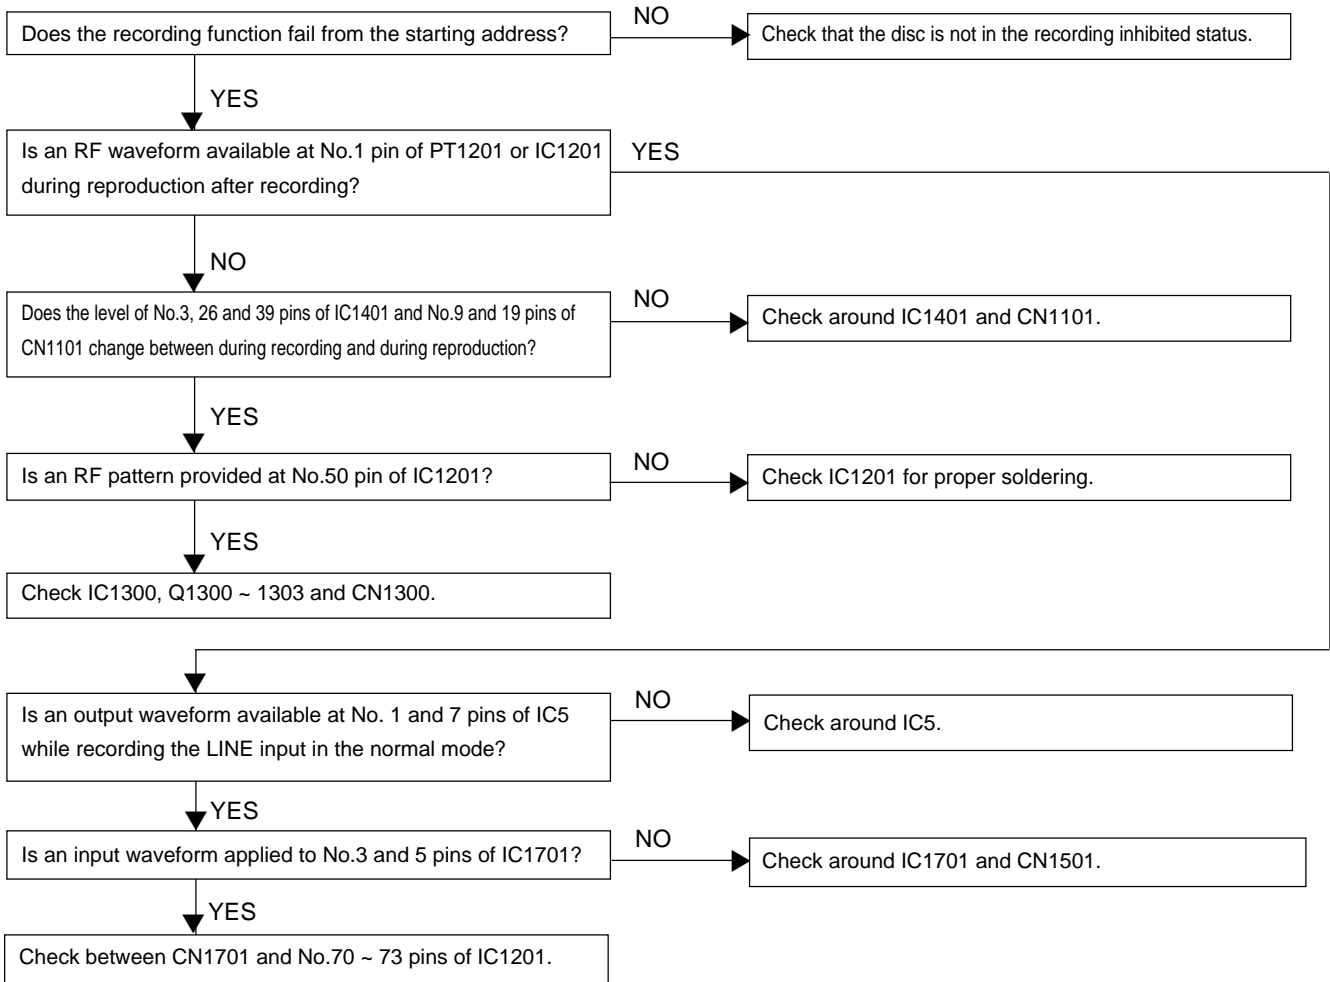 Does the recording function fail from the starting address?
NO
Check that the disc is not in the recording inhibited status.
YES
Is an RF waveform available at No.1 pin of PT1201 or IC1201
during reproduction after recording?
YES
NO
Does the level of No.3, 26 and 39 pins of IC1401 and No.9 and 19 pins of
CN1101 change between during recording and during reproduction?
NO
Check around IC1401 and CN1101.
YES
Is an RF pattern provided at No.50 pin of IC1201?
NO
Check IC1201 for proper soldering.
YES
Check IC1300, Q1300 ~ 1303 and CN1300.
Is an output waveform available at No. 1 and 7 pins of IC5
while recording the LINE input in the normal mode?
NO
Check around IC5.
YES
Is an input waveform applied to No.3 and 5 pins of IC1701?
NO
Check around IC1701 and CN1501.
YES
Check between CN1701 and No.70 ~ 73 pins of IC1201.